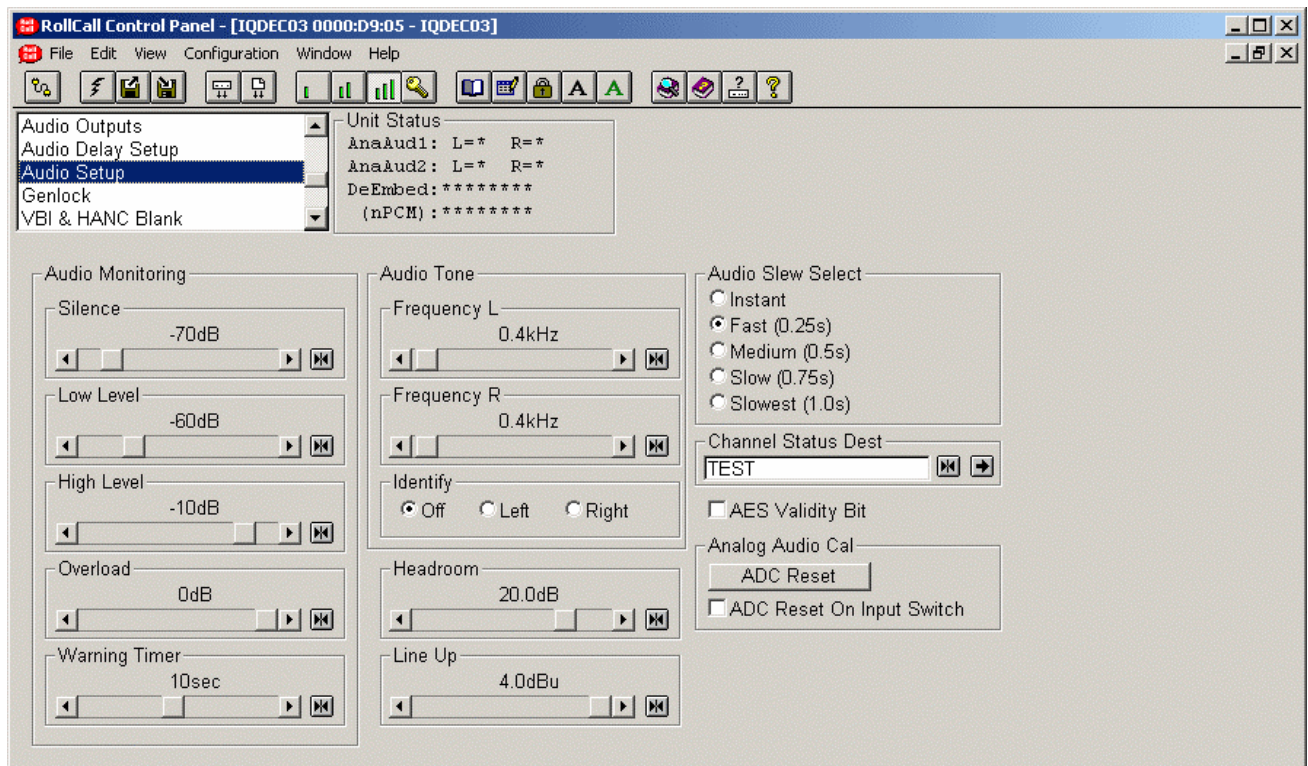 RollCall Control Panel - [IQDEC03 0000:D9:05 - IQDEC03]
File Edit View Configuration Window Help
Audio Outputs
Audio Delay Setup
Audio Setup
Genlock
VBI & HANC Blank
Unit Status
AnaAud1: L=* R=*
AnaAud2: L=* R=*
DeEmbed:********
(nPCM):********
Audio Monitoring
Silence
-70dB
Low Level
-60dB
High Level
-10dB
Overload
0dB
Warning Timer
10sec
Audio Tone
Frequency L
0.4kHz
Frequency R
0.4kHz
Identify
Off Left Right
Headroom
20.0dB
Line Up
4.0dBu
Audio Slew Select
Instant
Fast (0.25s)
Medium (0.5s)
Slow (0.75s)
Slowest (1.0s)
Channel Status Dest
TEST
AES Validity Bit
Analog Audio Cal
ADC Reset
ADC Reset On Input Switch